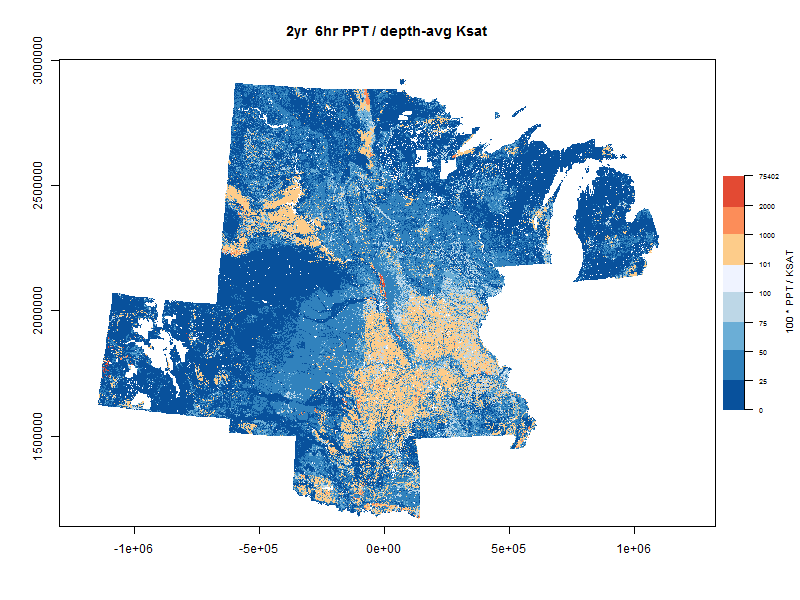 2yr  6hr PPT / depth-avg Ksat
3000000
2500000
2000000
1500000
-1e+06
-5e+05
0e+00
5e+05
1e+06
75402
2000
1000
101
100
75
50
25
0
100 * PPT / KSAT